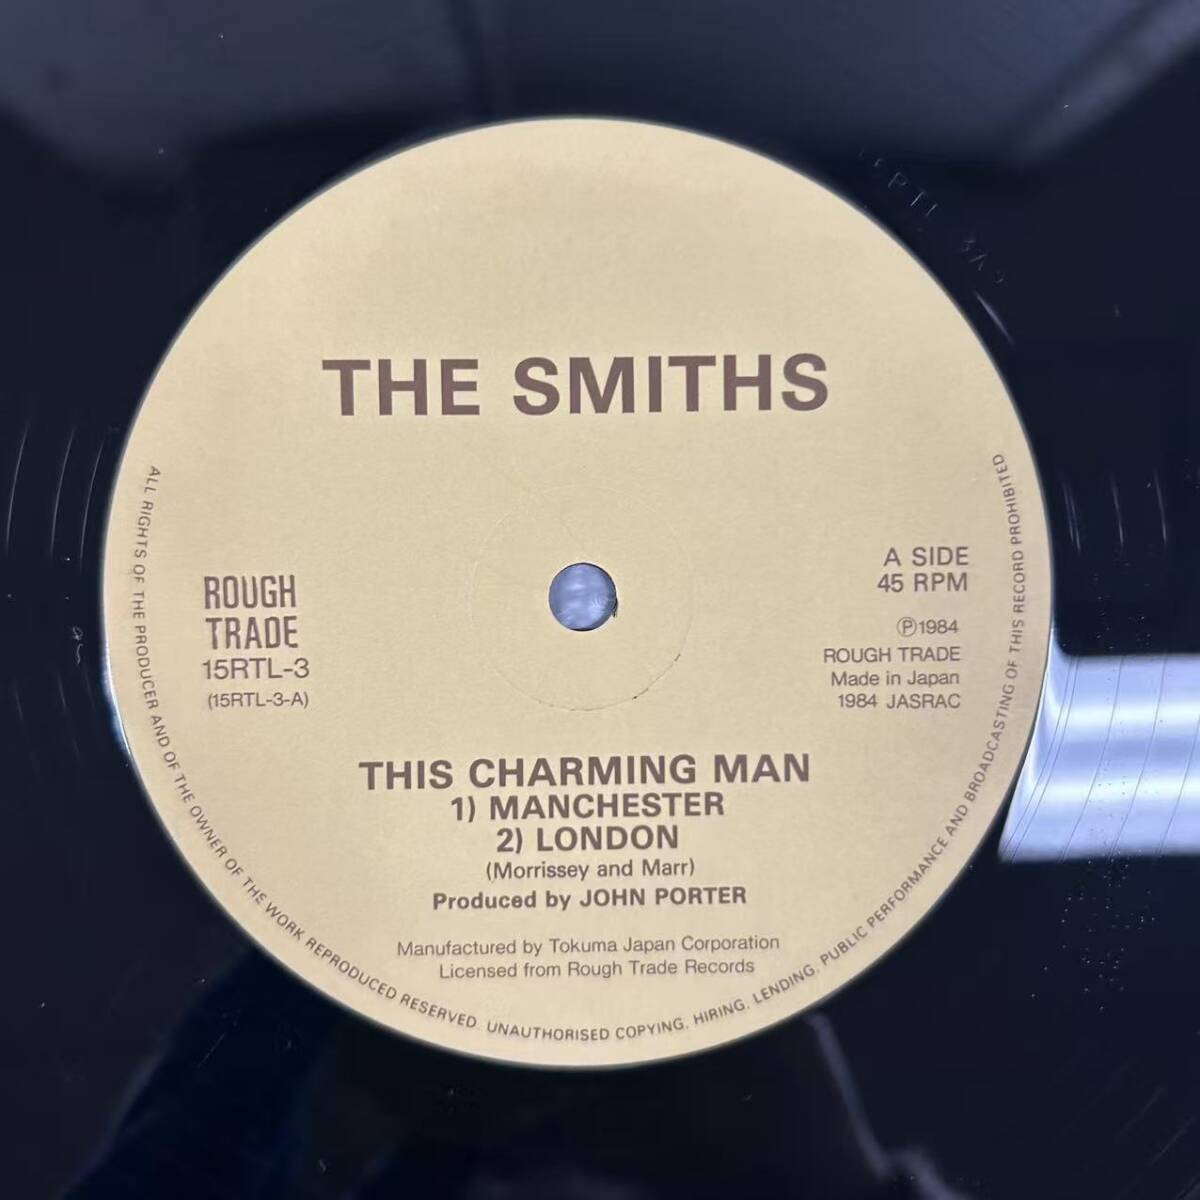 THE SMITHS
ROUGH
TRADE
15RTL-3
(15RTL-3-A)
A SIDE
45 RPM
Ⓟ1984
ROUGH TRADE
Made in Japan
1984 JASRAC
THIS CHARMING MAN
1) MANCHESTER
2) LONDON
(Morrissey and Marr)
Produced by JOHN PORTER
Manufactured by Tokuma Japan Corporation
Licensed from Rough Trade Records
ALL RIGHTS OF THE PRODUCER AND OF THE OWNER OF THE WORK REPRODUCED RESERVED. UNAUTHORISED COPYING, HIRING, LENDING, PUBLIC PERFORMANCE AND BROADCASTING OF THIS RECORD PROHIBITED